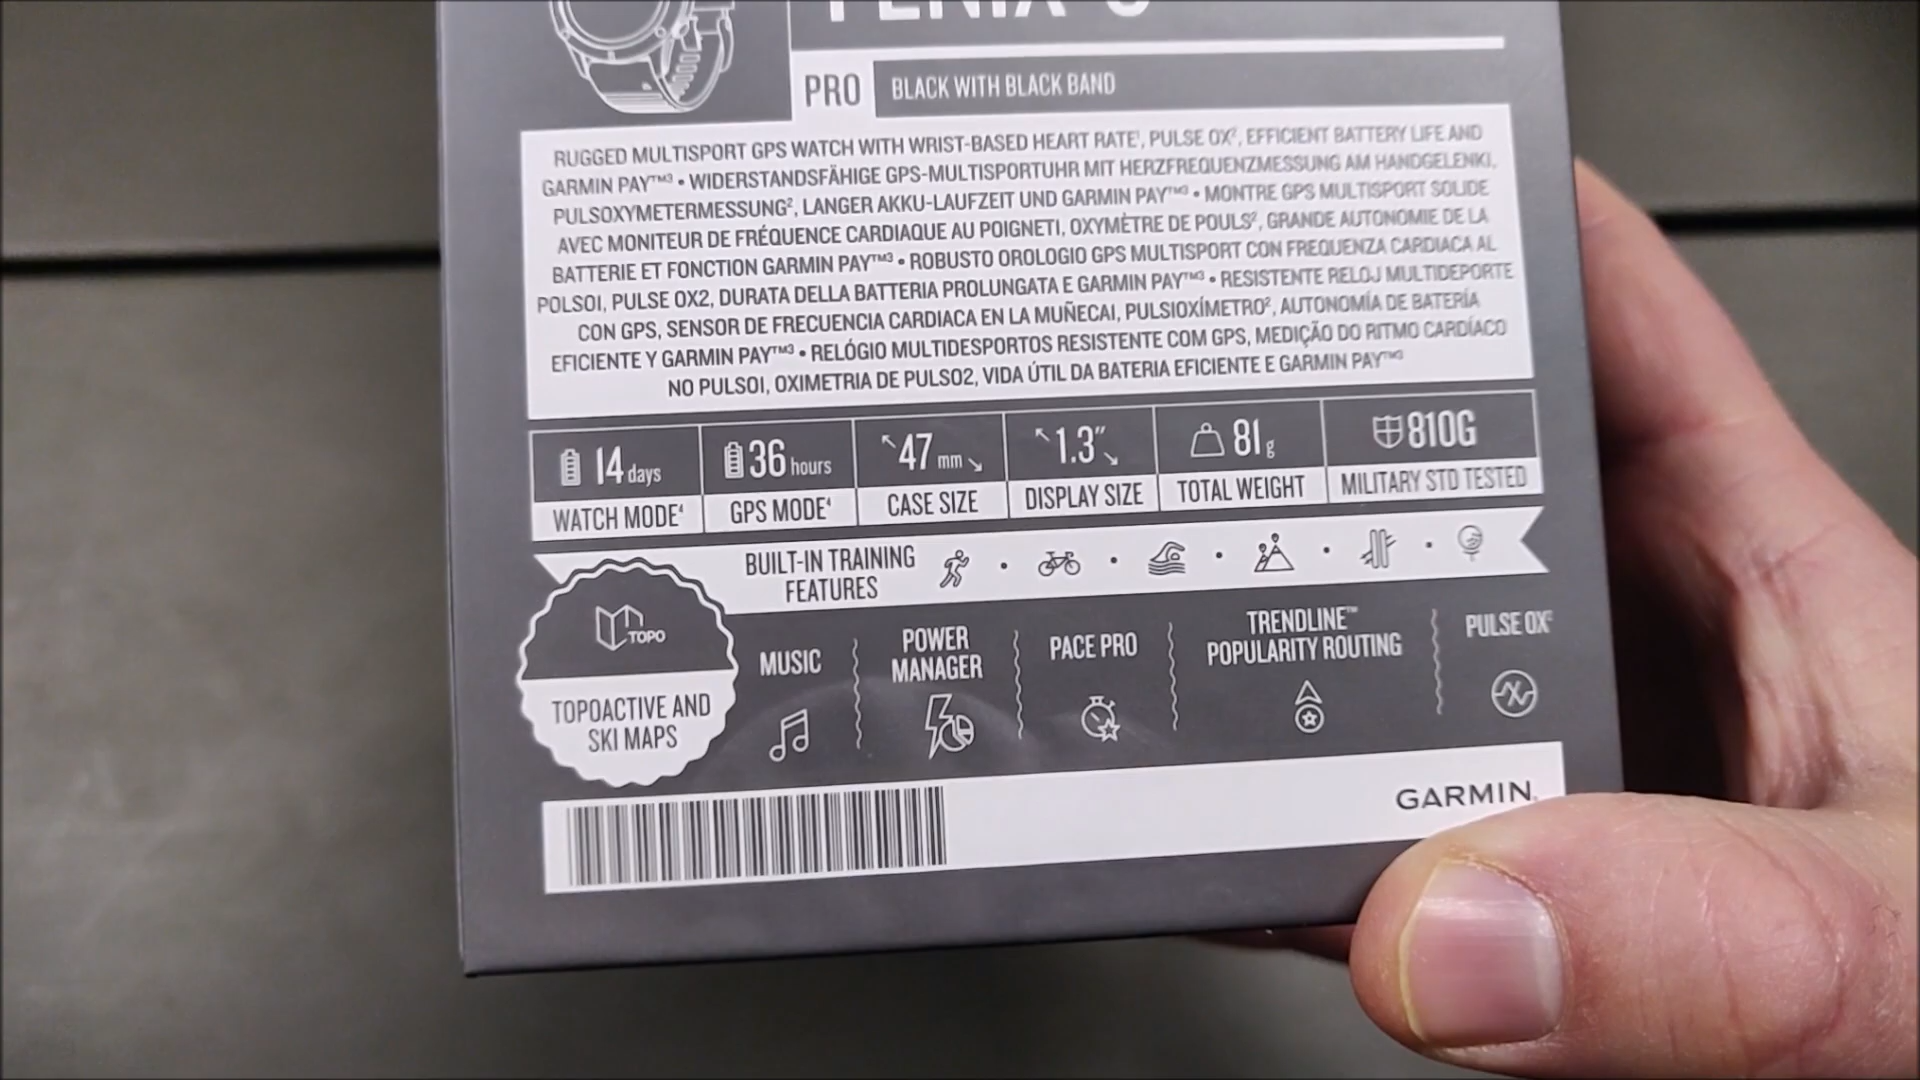 PRO BLACK WITH BLACK BAND
RUGGED MULTISPORT GPS WATCH WITH WRIST-BASED HEART RATE¹, PULSE OX², EFFICIENT BATTERY LIFE AND
GARMIN PAY™³ • WIDERSTANDSFÄHIGE GPS-MULTISPORTUHR MIT HERZFREQUENZMESSUNG AM HANDGELENK1,
PULSOXYMETERMESSUNG², LANGER AKKU-LAUFZEIT UND GARMIN PAY™³ • MONTRE GPS MULTISPORT SOLIDE
AVEC MONITEUR DE FRÉQUENCE CARDIAQUE AU POIGNET1, OXYMÈTRE DE POULS², GRANDE AUTONOMIE DE LA
BATTERIE ET FONCTION GARMIN PAY™³ • ROBUSTO OROLOGIO GPS MULTISPORT CON FREQUENZA CARDIACA AL
POLSO1, PULSE OX2, DURATA DELLA BATTERIA PROLUNGATA E GARMIN PAY™³ • RESISTENTE RELOJ MULTIDEPORTE
CON GPS, SENSOR DE FRECUENCIA CARDIACA EN LA MUÑECA1, PULSIOXÍMETRO², AUTONOMÍA DE BATERÍA
EFICIENTE Y GARMIN PAY™³ • RELÓGIO MULTIDESPORTOS RESISTENTE COM GPS, MEDIÇÃO DO RITMO CARDÍACO
NO PULSO1, OXIMETRIA DE PULSO2, VIDA ÚTIL DA BATERIA EFICIENTE E GARMIN PAY™³
14 days 36 hours 47 mm 1.3" 81 g 810G
WATCH MODE⁴ GPS MODE⁴ CASE SIZE DISPLAY SIZE TOTAL WEIGHT MILITARY STD TESTED
BUILT-IN TRAINING
FEATURES
TOPO
TOPOACTIVE AND
SKI MAPS
MUSIC
POWER
MANAGER
PACE PRO
TRENDLINE™
POPULARITY ROUTING
PULSE OX²
GARMIN